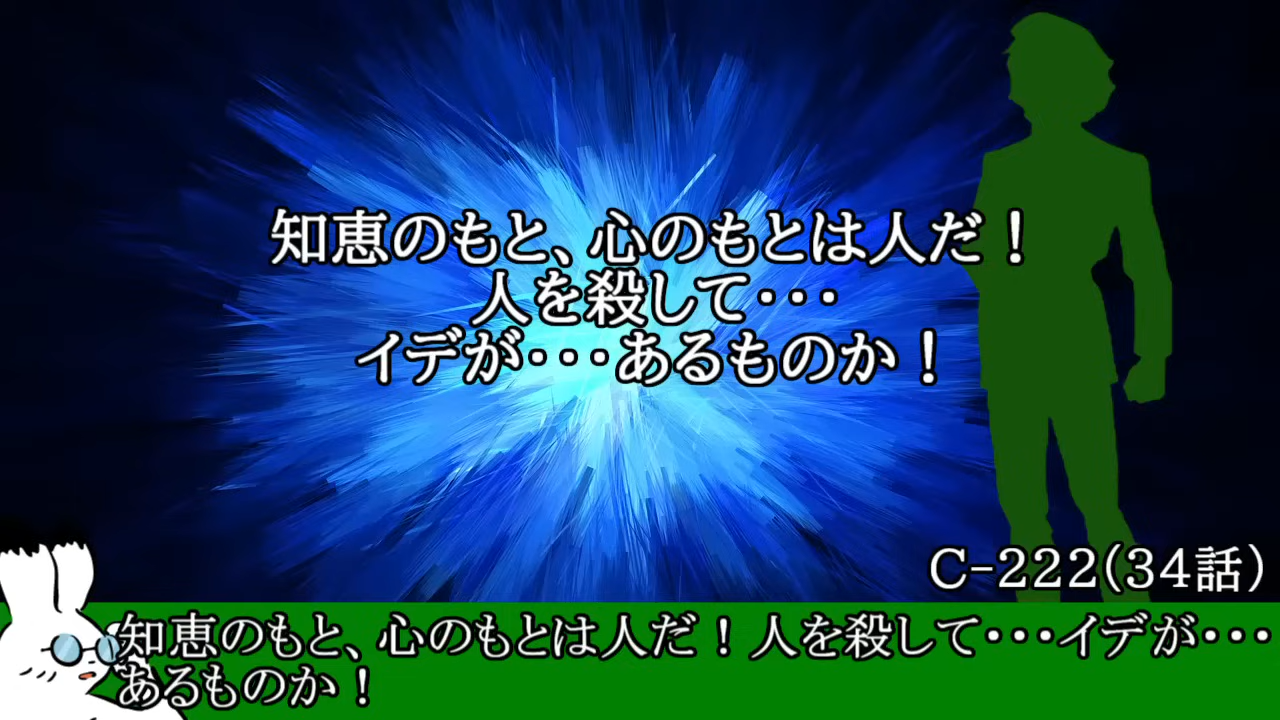 知恵のもと、心のもとは人だ！
人を殺して・・・
イデが・・・あるものか！
C-222(34話)
知恵のもと、心のもとは人だ！人を殺して・・・イデが・・・
あるものか！